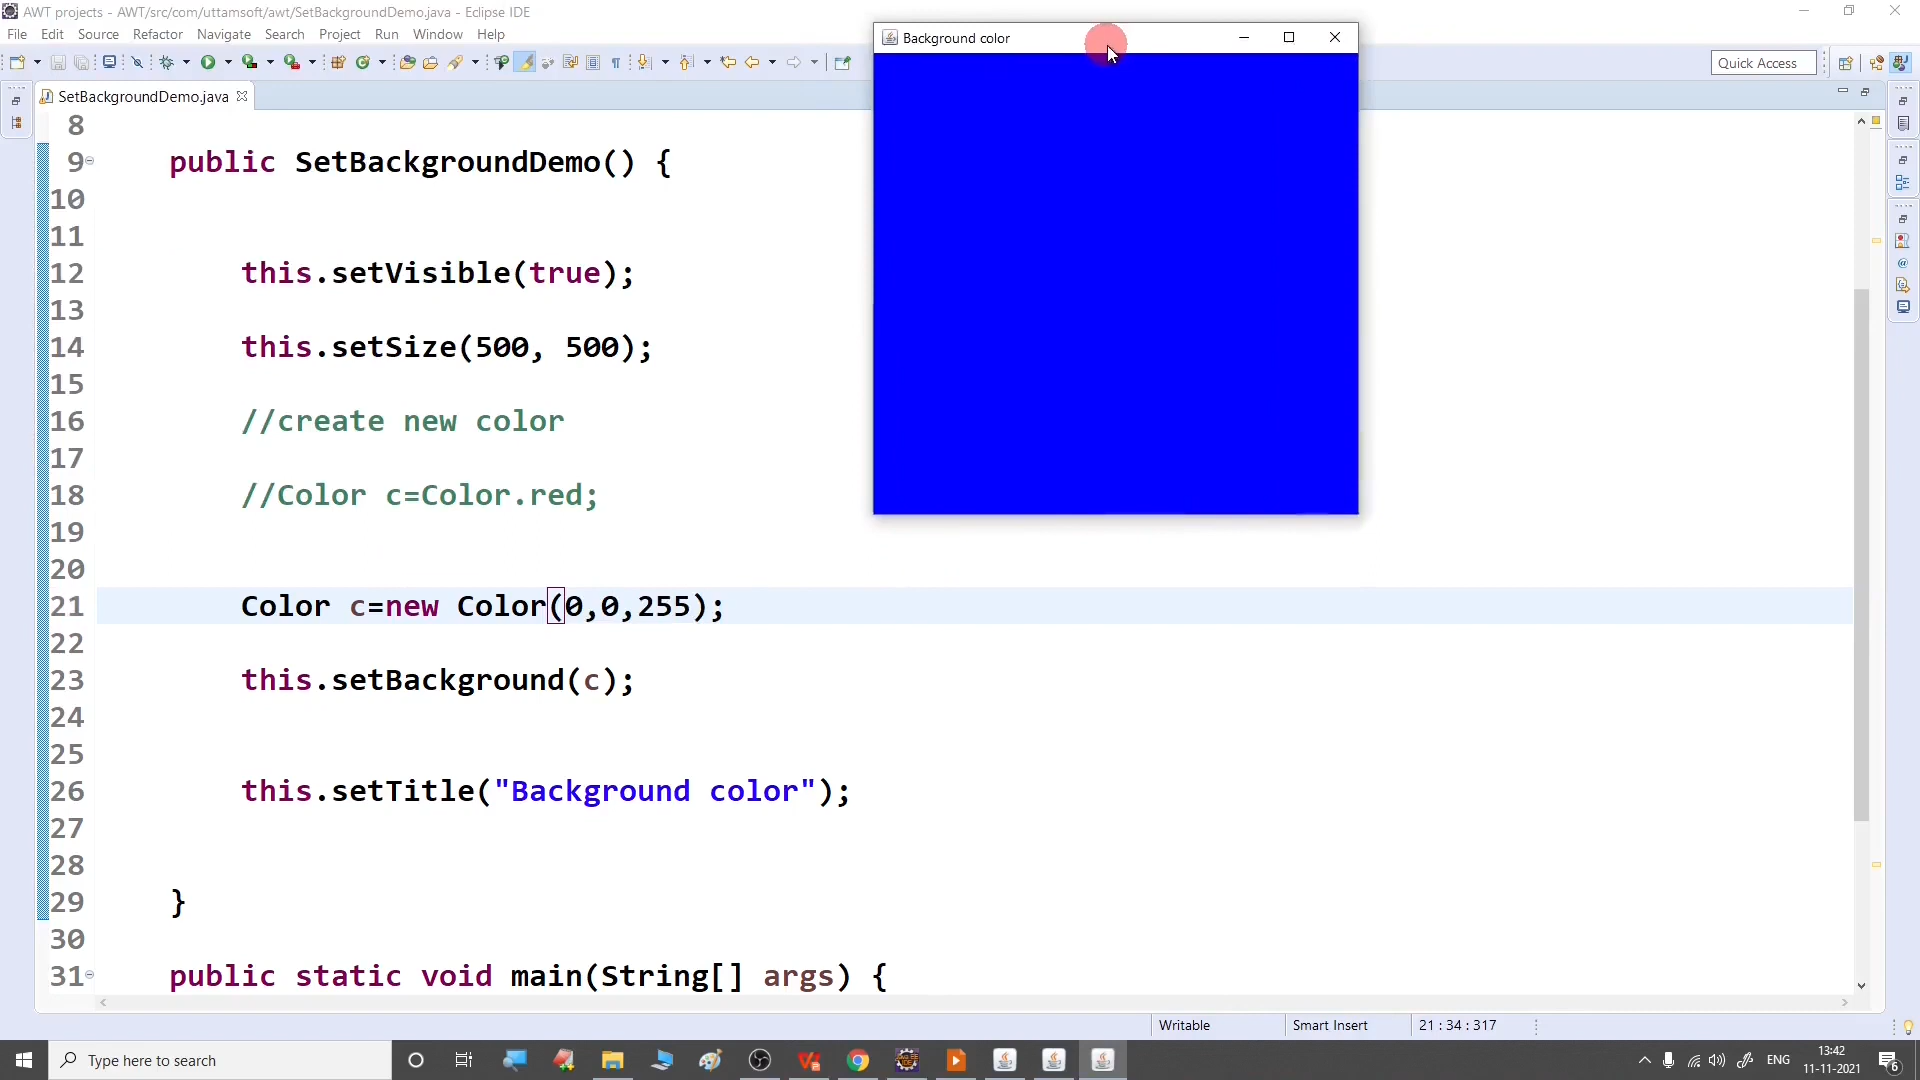 AWT projects - AWT/src/com/uttamsoft/awt/SetBackgroundDemo.java - Eclipse IDE
File Edit Source Refactor Navigate Search Project Run Window Help
Quick Access
SetBackgroundDemo.java
Background color
8
9 public SetBackgroundDemo() {
10
11
12 this.setVisible(true);
13
14 this.setSize(500, 500);
15
16 //create new color
17
18 //Color c=Color.red;
19
20
21 Color c=new Color(0,0,255);
22
23 this.setBackground(c);
24
25
26 this.setTitle("Background color");
27
28
29 }
30
31 public static void main(String[] args) {
Writable Smart Insert 21 : 34 : 317
Type here to search
ENG 13:42
11-11-2021
6